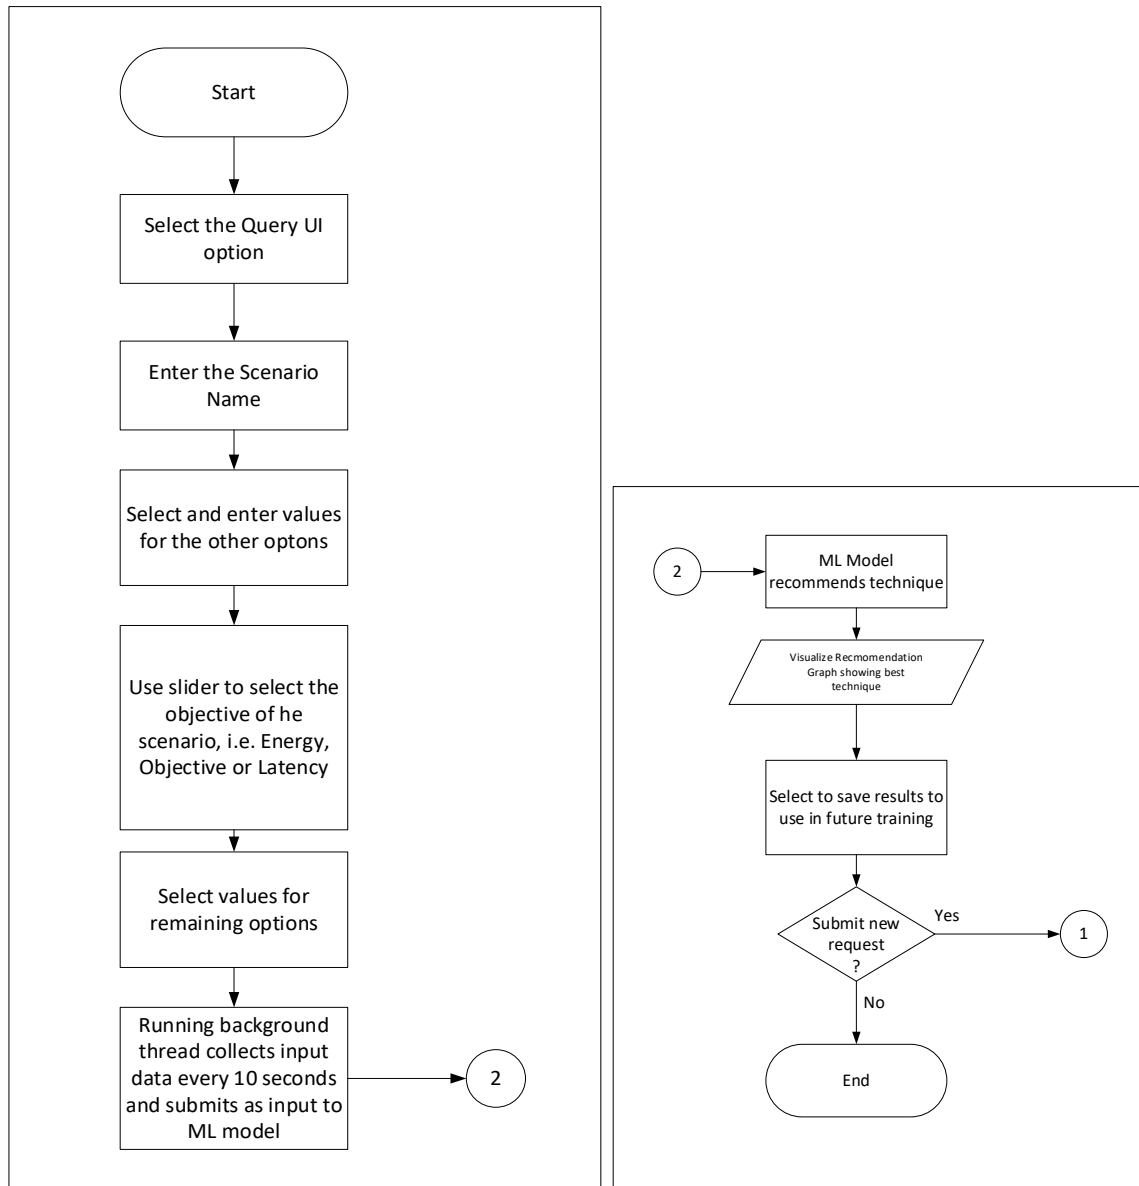 Start
Select the Query UI
option
Enter the Scenario
Name
Select and enter values
for the other optons
Use slider to select the
objective of he
scenario, i.e. Energy,
Objective or Latency
Select values for
remaining options
Running background
thread collects input
data every 10 seconds
and submits as input to
ML model
2
2
ML Model
recommends technique
Visualize Recmomendation
Graph showing best
technique
Select to save results to
use in future training
Submit new
request
?
Yes
1
No
End